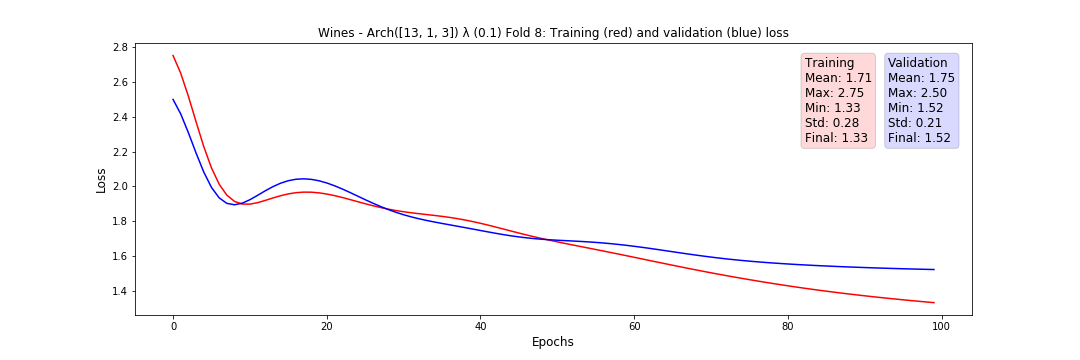 Wines - Arch([13, 1, 3]) λ (0.1) Fold 8: Training (red) and validation (blue) loss
2.8
2.6
2.4
2.2
2.0
1.8
1.6
1.4
Loss
Training
Mean: 1.71
Max: 2.75
Min: 1.33
Std: 0.28
Final: 1.33
Validation
Mean: 1.75
Max: 2.50
Min: 1.52
Std: 0.21
Final: 1.52
0
20
40
60
80
100
Epochs